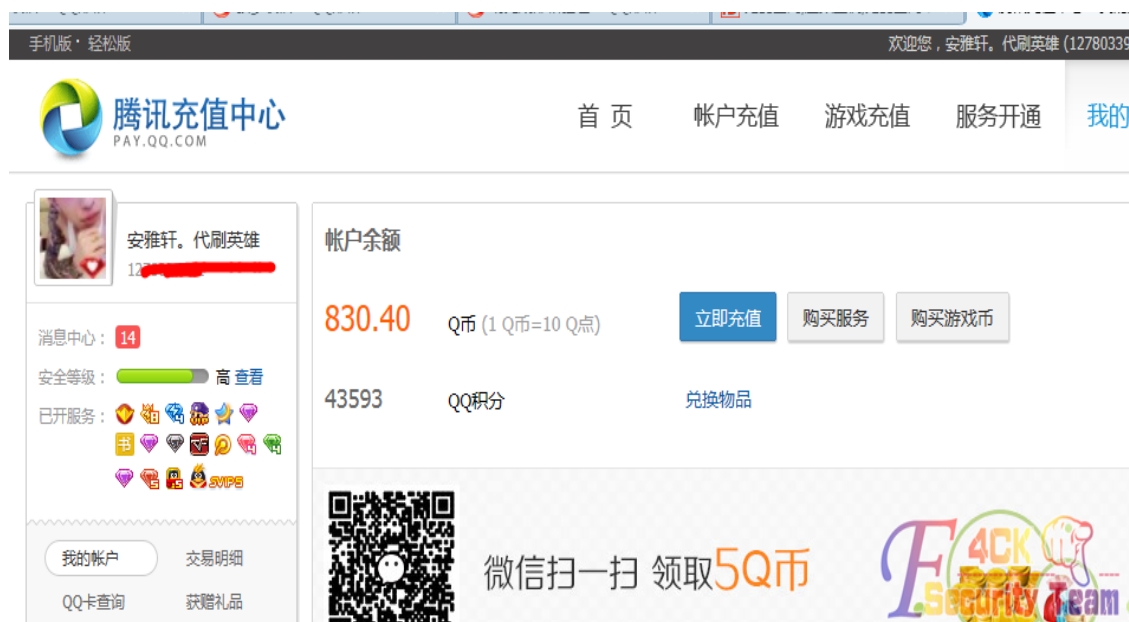 手机版· 轻松版
欢迎您，安雅轩。代刷英雄 (12780339
腾讯充值中心
PAY.QQ.COM
首 页 帐户充值 游戏充值 服务开通 我的
安雅轩。代刷英雄
帐户余额
830.40 Q币 (1 Q币=10 Q点) 立即充值 购买服务 购买游戏币
消息中心： 14
安全等级： 高 查看
43593 QQ积分 兑换物品
已开服务：
书
SVIP5
我的帐户 交易明细
QQ卡查询 获赠礼品
微信扫一扫 领取5Q币
F4CK
Security Team